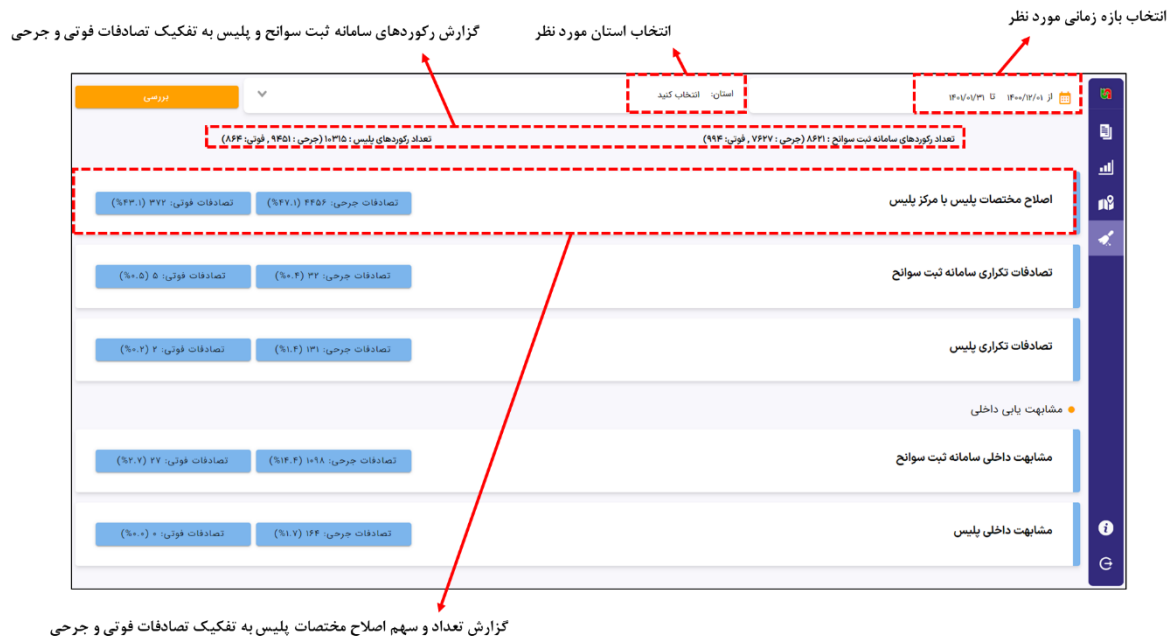 انتخاب بازه زمانی مورد نظر
انتخاب استان مورد نظر
گزارش رکوردهای سامانه ثبت سوانح و پلیس به تفکیک تصادفات فوتی و جرحی
از ۱۴۰۰/۱۲/۰۱ تا ۱۴۰۱/۰۱/۳۱
استان: انتخاب کنید
بررسی
تعداد رکوردهای سامانه ثبت سوانح : ۸۶۲۱ (جرحی : ۷۶۲۷ , فوتی: ۹۹۴)
تعداد رکوردهای پلیس : ۱۰۳۱۵ (جرحی : ۹۴۵۱ , فوتی: ۸۶۴)
اصلاح مختصات پلیس با مرکز پلیس
تصادفات جرحی: ۴۴۵۶ (۴۷.۱%)
تصادفات فوتی: ۳۷۲ (۴۳.۱%)
تصادفات تکراری سامانه ثبت سوانح
تصادفات جرحی: ۳۲ (۰.۴%)
تصادفات فوتی: ۵ (۰.۵%)
تصادفات تکراری پلیس
تصادفات جرحی: ۱۳۱ (۱.۴%)
تصادفات فوتی: ۲ (۰.۲%)
مشابهت یابی داخلی
مشابهت داخلی سامانه ثبت سوانح
تصادفات جرحی: ۱۰۹۸ (۱۴.۴%)
تصادفات فوتی: ۲۷ (۲.۷%)
مشابهت داخلی پلیس
تصادفات جرحی: ۱۶۴ (۱.۷%)
تصادفات فوتی: ۰ (۰.۰%)
گزارش تعداد و سهم اصلاح مختصات پلیس به تفکیک تصادفات فوتی و جرحی